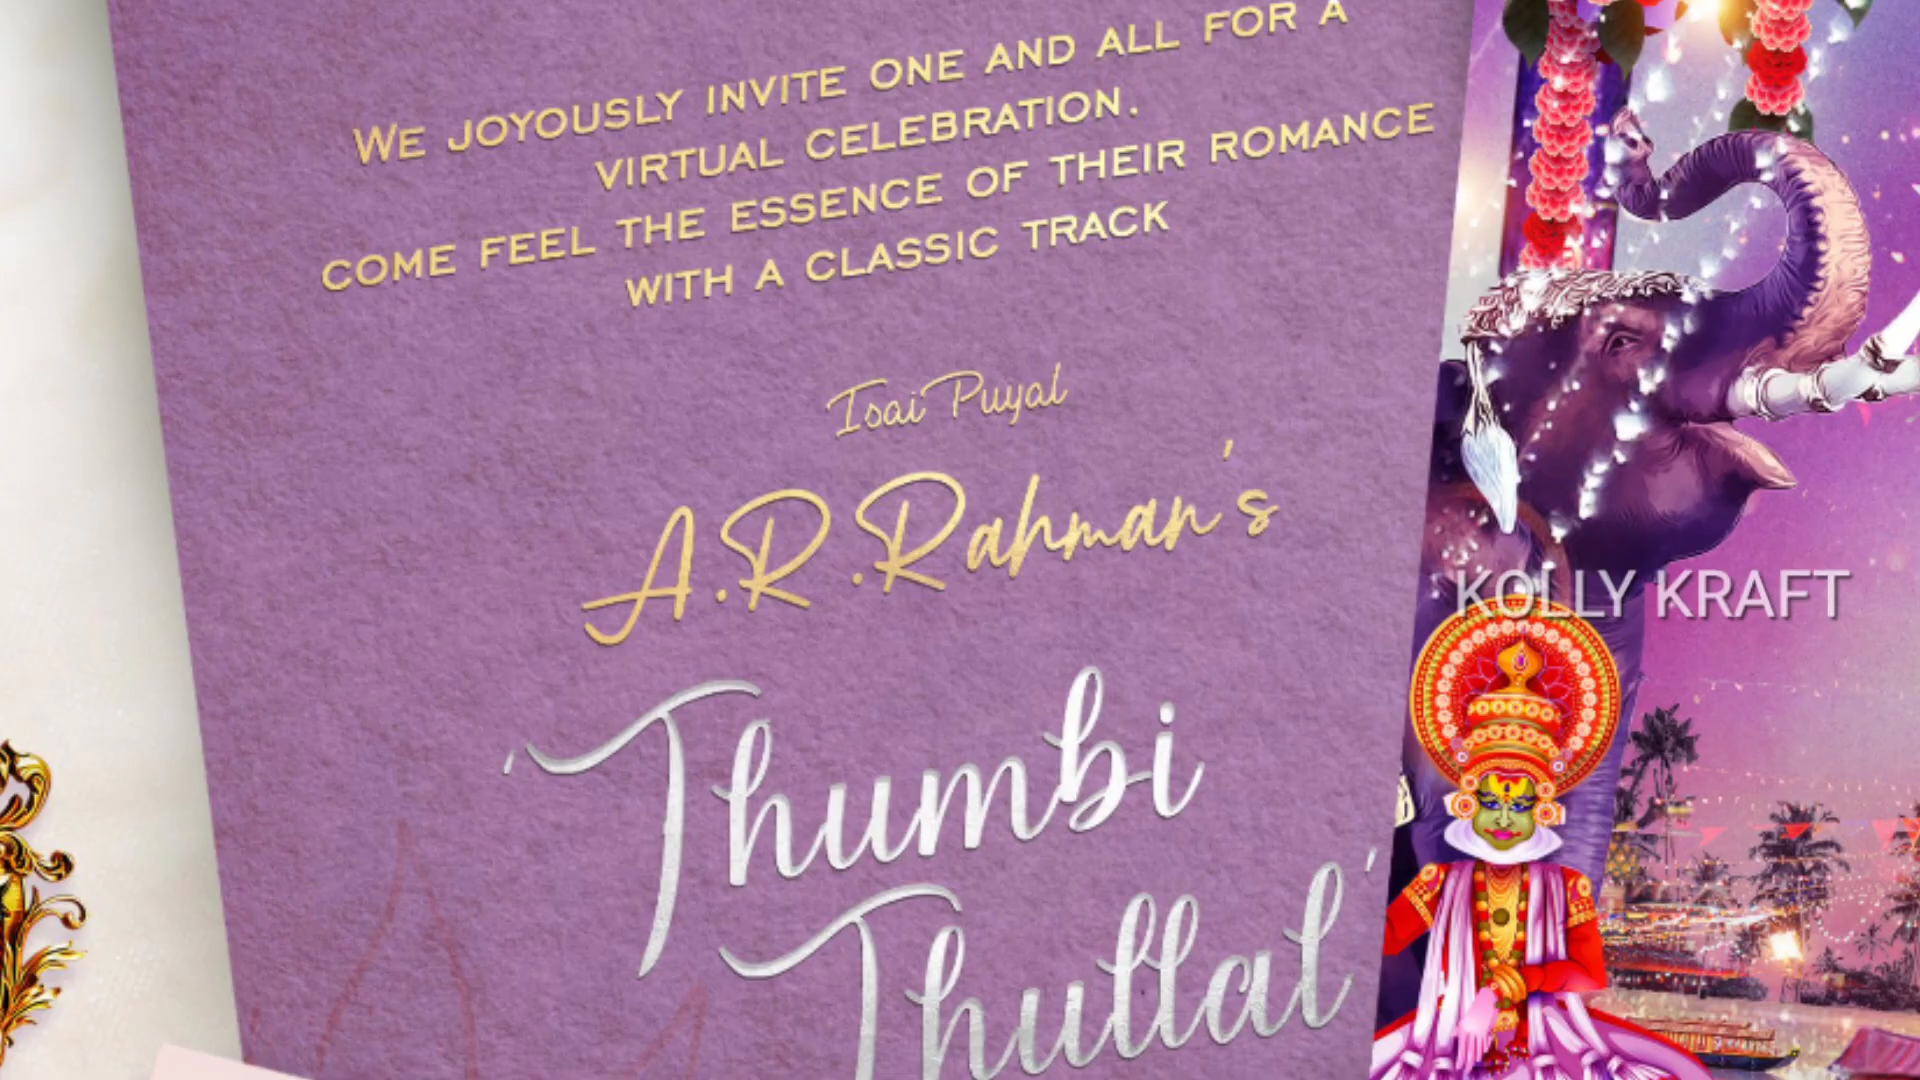 WE JOYOUSLY INVITE ONE AND ALL FOR A
VIRTUAL CELEBRATION.
COME FEEL THE ESSENCE OF THEIR ROMANCE
WITH A CLASSIC TRACK
Isai Puyal
A.R.Rahman's
'Thumbi
Thullal'
KOLLY KRAFT